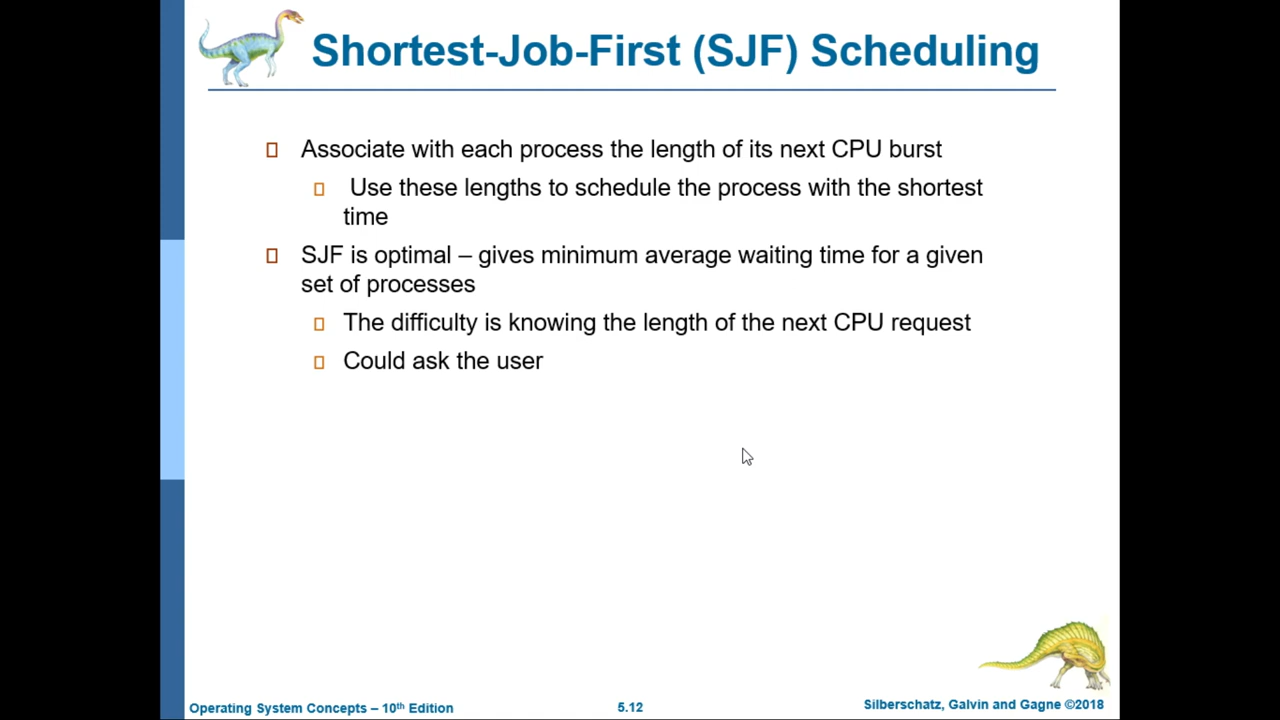 Shortest-Job-First (SJF) Scheduling
Associate with each process the length of its next CPU burst
Use these lengths to schedule the process with the shortest
time
SJF is optimal – gives minimum average waiting time for a given
set of processes
The difficulty is knowing the length of the next CPU request
Could ask the user
Operating System Concepts – 10th Edition
5.12
Silberschatz, Galvin and Gagne ©2018